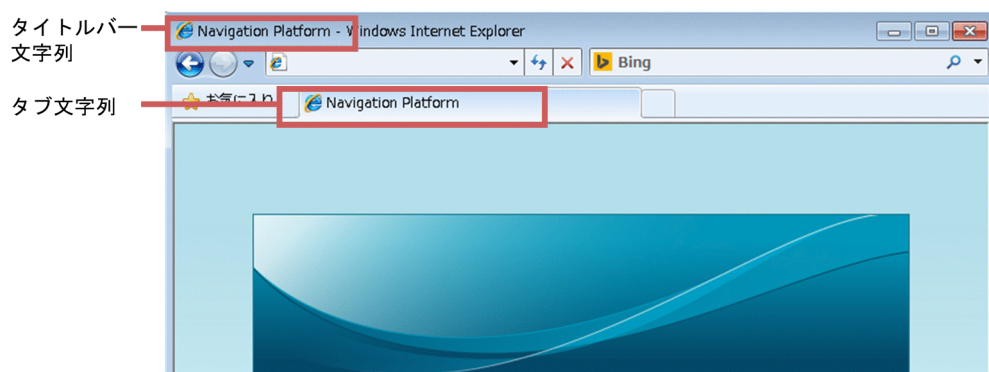 タイトルバー
文字列
Navigation Platform - Windows Internet Explorer
Bing
タブ文字列
お気に入り
Navigation Platform